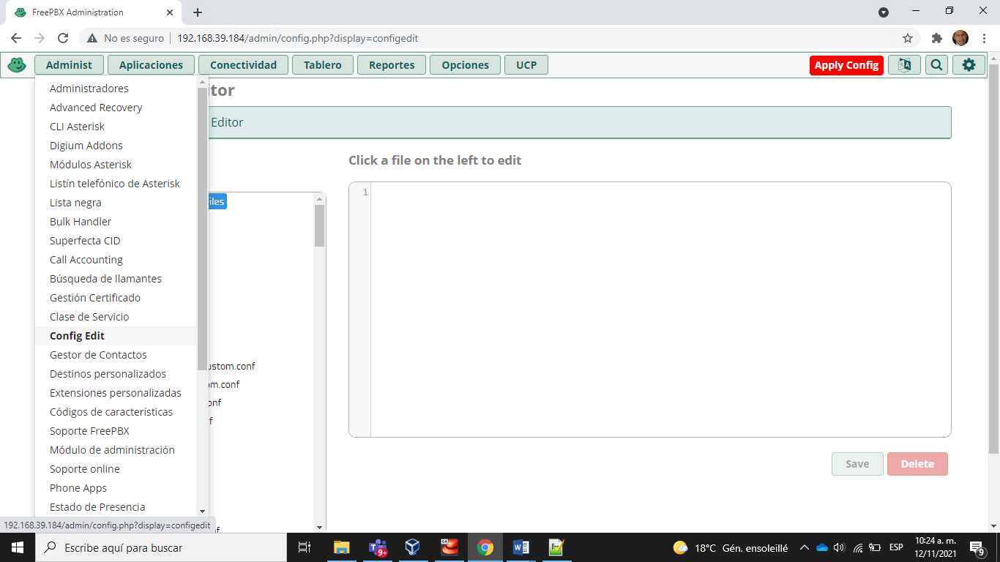 FreePBX Administration
No es seguro 192.168.39.184/admin/config.php?display=configedit
Administ Aplicaciones Conectividad Tablero Reportes Opciones UCP Apply Config
Administradores
Advanced Recovery
CLI Asterisk
Digium Addons
Módulos Asterisk
Listín telefónico de Asterisk
Lista negra
Bulk Handler
Superfecta CID
Call Accounting
Búsqueda de llamantes
Gestión Certificado
Clase de Servicio
Config Edit
Gestor de Contactos
Destinos personalizados
Extensiones personalizadas
Códigos de características
Soporte FreePBX
Módulo de administración
Soporte online
Phone Apps
Estado de Presencia
192.168.39.184/admin/config.php?display=configedit
itor
Editor
Click a file on the left to edit
1
iles
ustom.conf
om.conf
onf
f
nf
Save Delete
Escribe aquí para buscar
9+
64
18°C Gén. ensoleillé
ESP
10:24 a. m.
12/11/2021
9